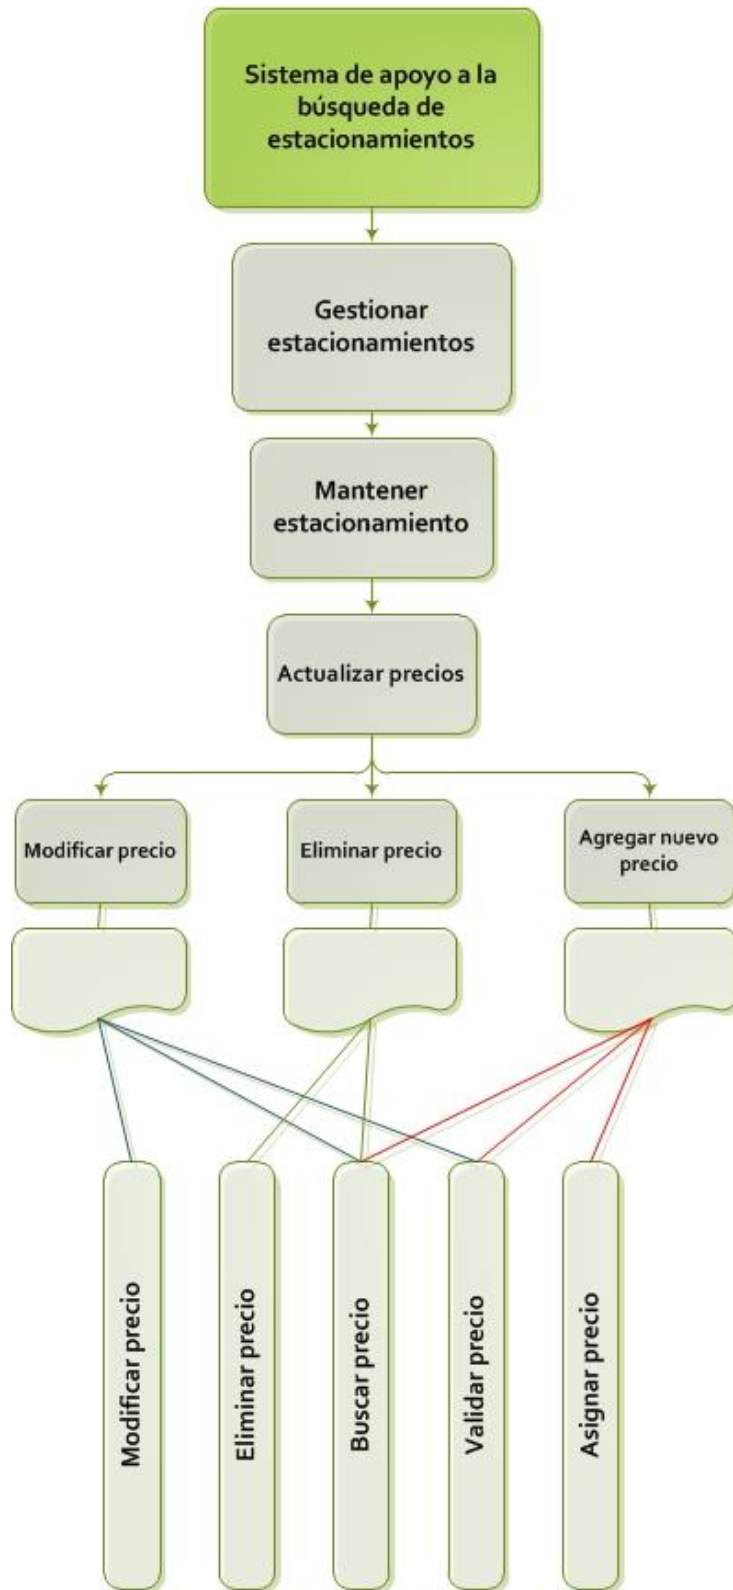 Sistema de apoyo a la
búsqueda de
estacionamientos
Gestionar
estacionamientos
Mantener
estacionamiento
Actualizar precios
Modificar precio
Eliminar precio
Agregar nuevo
precio
Modificar precio
Eliminar precio
Buscar precio
Validar precio
Asignar precio